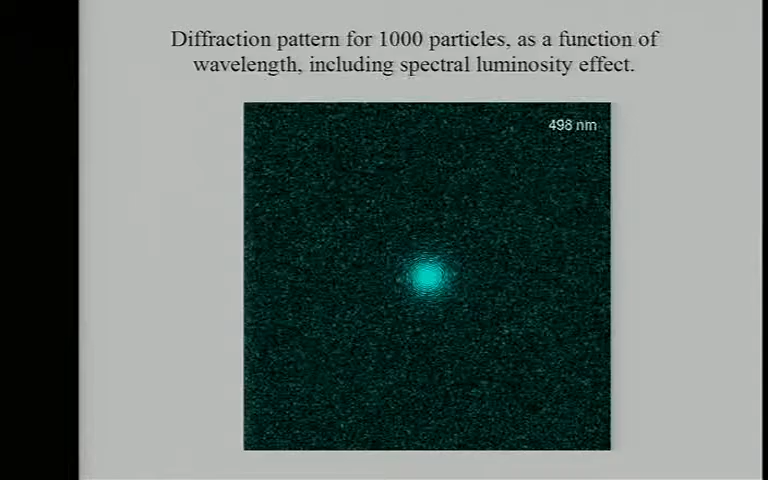 Diffraction pattern for 1000 particles, as a function of
wavelength, including spectral luminosity effect.
498 nm